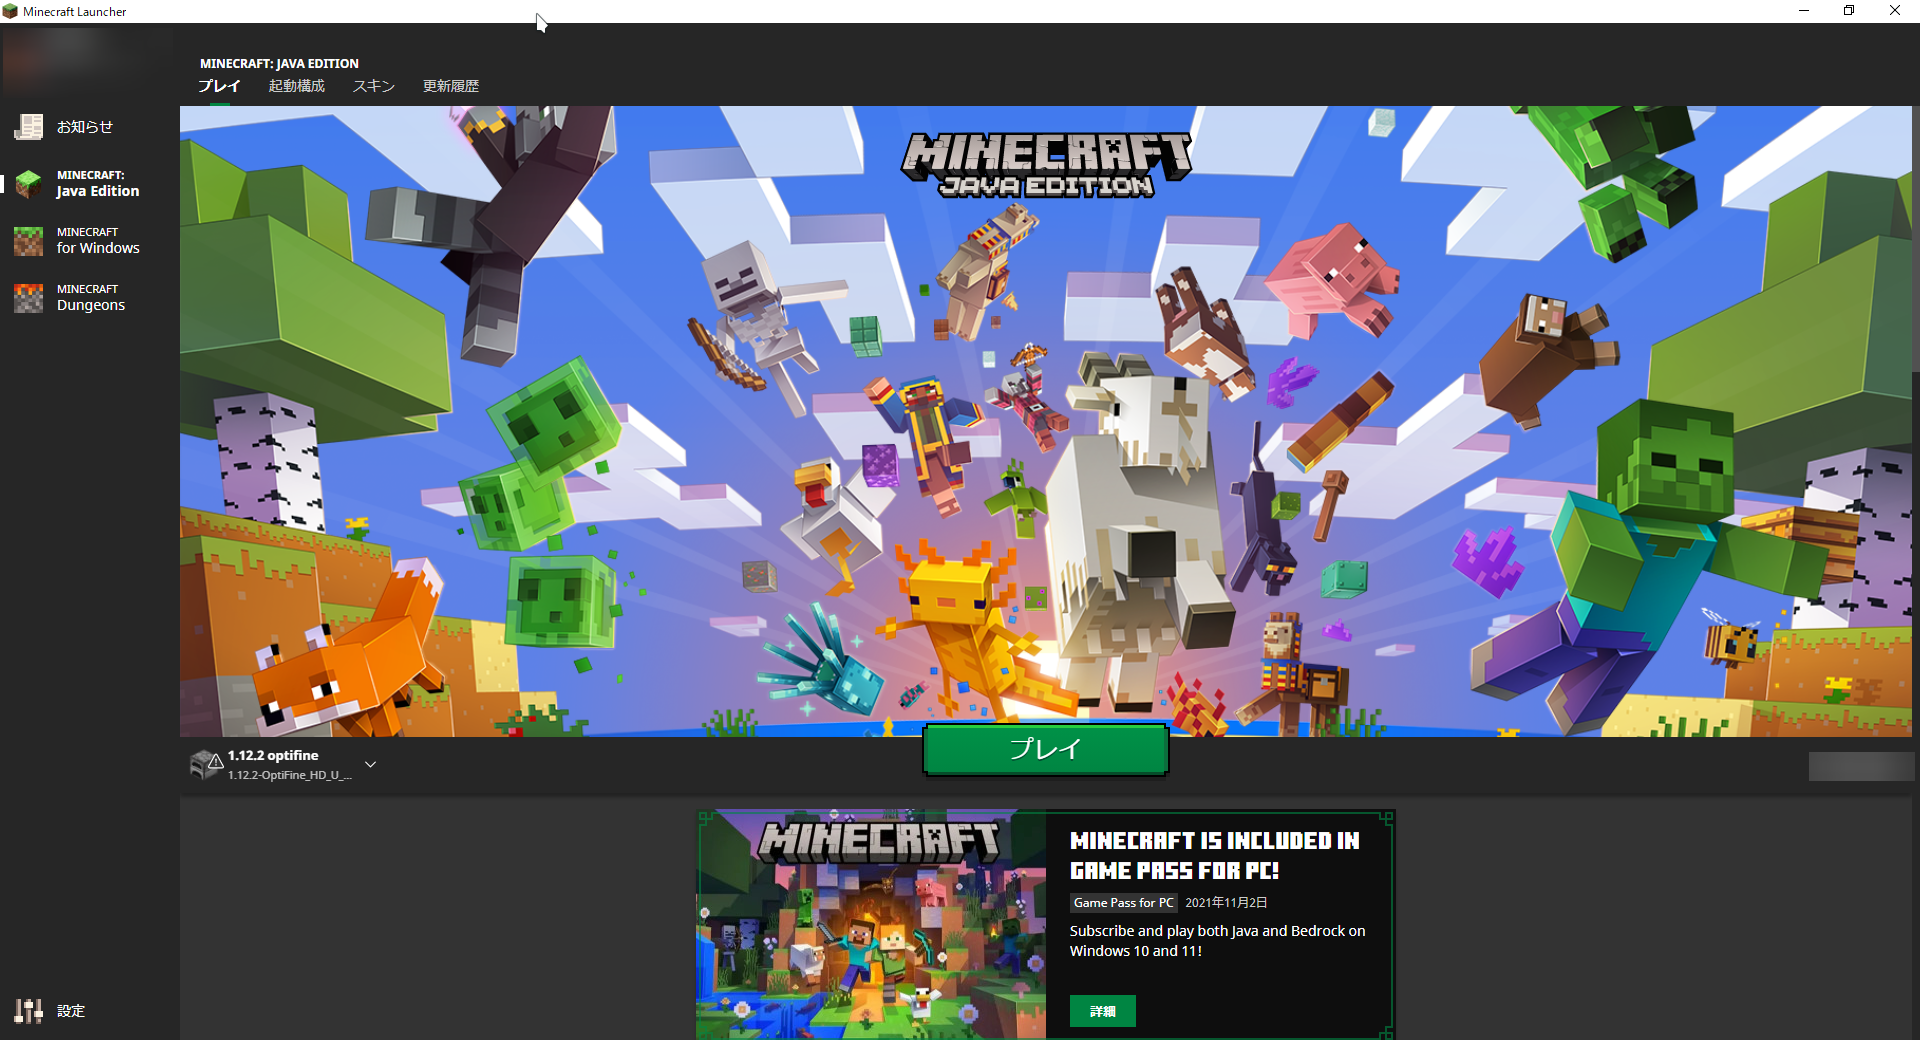 Minecraft Launcher
MINECRAFT: JAVA EDITION
プレイ 起動構成 スキン 更新履歴
お知らせ
MINECRAFT:
Java Edition
MINECRAFT
for Windows
MINECRAFT
Dungeons
設定
MINECRAFT
JAVA EDITION
1.12.2 optifine
1.12.2-OptiFine_HD_U_...
プレイ
MINECRAFT
MINECRAFT IS INCLUDED IN
GAME PASS FOR PC!
Game Pass for PC 2021年11月2日
Subscribe and play both Java and Bedrock on
Windows 10 and 11!
詳細